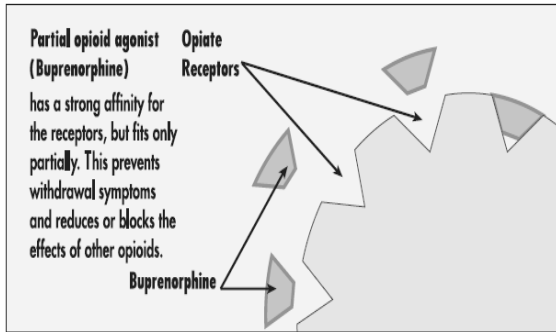 Partial opioid agonist
(Buprenorphine)
has a strong affinity for
the receptors, but fits only
partially. This prevents
withdrawal symptoms
and reduces or blocks the
effects of other opioids.
Opiate
Receptors
Buprenorphine